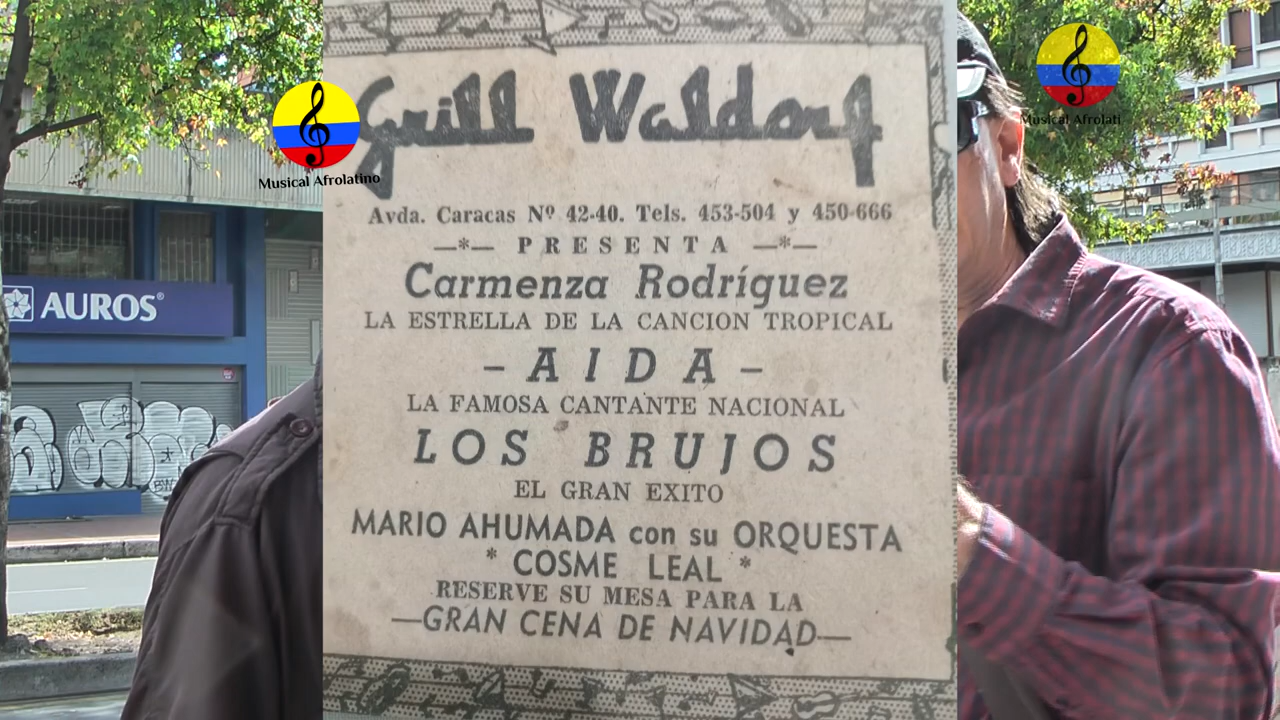 Grill Waldorf
Avda. Caracas Nº 42-40. Tels. 453-504 y 450-666
—*— PRESENTA —*—
Carmenza Rodríguez
LA ESTRELLA DE LA CANCION TROPICAL
– AIDA –
LA FAMOSA CANTANTE NACIONAL
LOS BRUJOS
EL GRAN EXITO
MARIO AHUMADA con su ORQUESTA
* COSME LEAL *
RESERVE SU MESA PARA LA
—GRAN CENA DE NAVIDAD—
Musical Afrolatino
Musical Afrolati
AUROS®